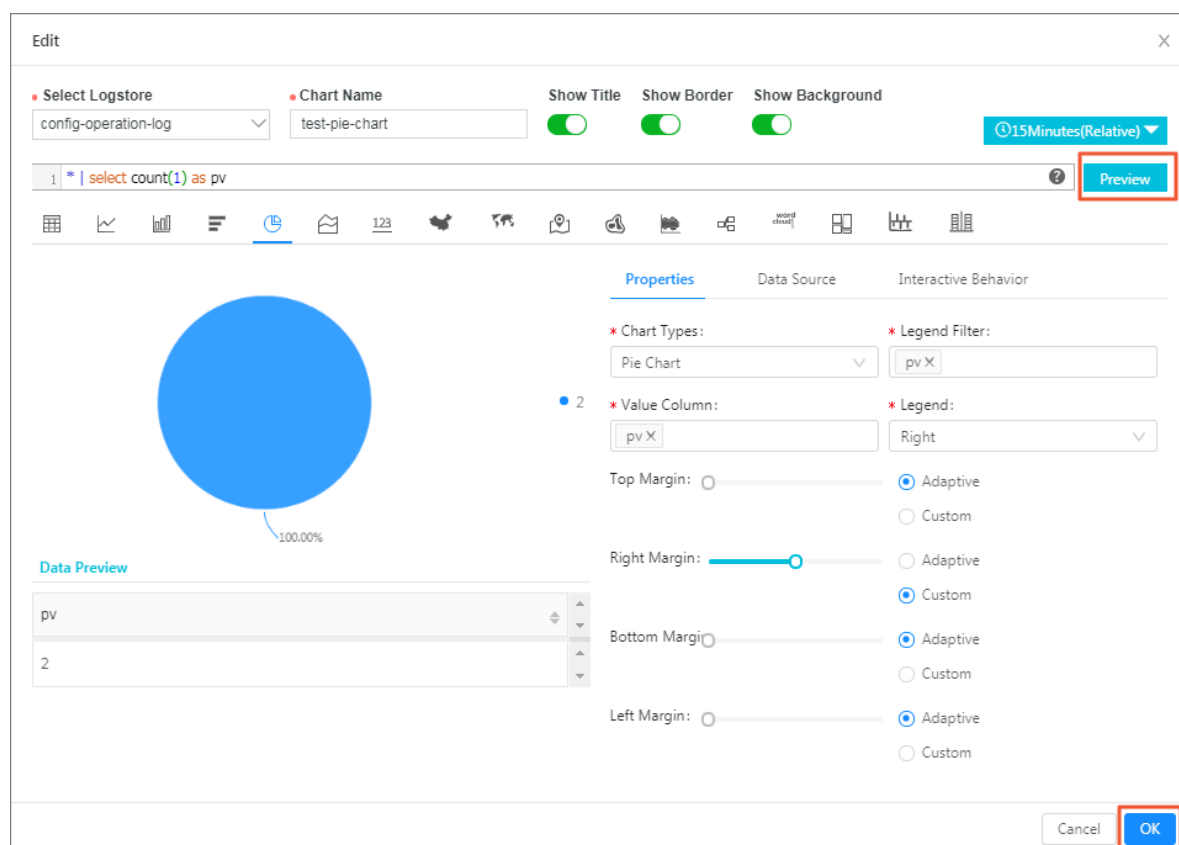 Edit
Select Logstore
Chart Name
Show Title
Show Border
Show Background
config-operation-log
test-pie-chart
15Minutes(Relative)
1 * | select count(1) as pv
Preview
123
word
cloud
Properties
Data Source
Interactive Behavior
* Chart Types:
* Legend Filter:
Pie Chart
pv
2
* Value Column:
* Legend:
pv
Right
Top Margin:
Adaptive
Custom
100.00%
Data Preview
Right Margin:
Adaptive
Custom
pv
Bottom Margin
Adaptive
2
Custom
Left Margin:
Adaptive
Custom
Cancel
OK